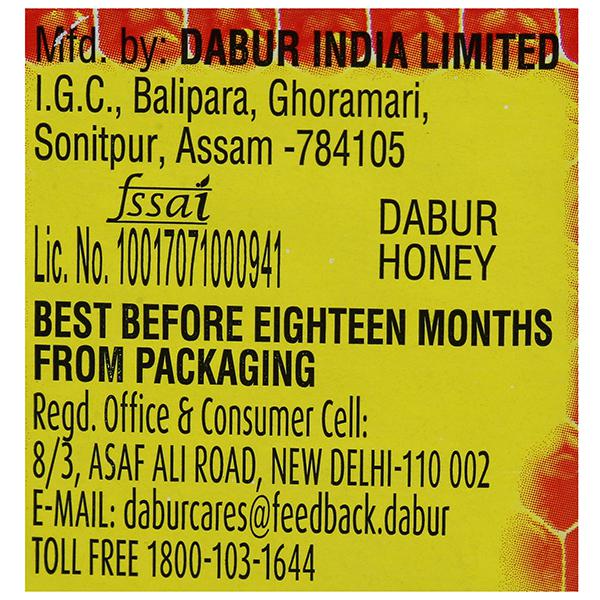 Mfd. by: DABUR INDIA LIMITED
I.G.C., Balipara, Ghoramari,
Sonitpur, Assam -784105
fssai
Lic. No. 10017071000941
DABUR
HONEY
BEST BEFORE EIGHTEEN MONTHS
FROM PACKAGING
Regd. Office & Consumer Cell:
8/3, ASAF ALI ROAD, NEW DELHI-110 002
E-MAIL: daburcares@feedback.dabur
TOLL FREE 1800-103-1644